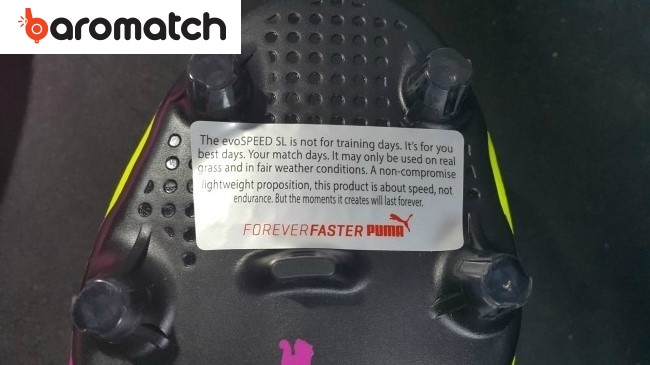 baromatch
The evoSPEED SL is not for training days. It's for you
best days. Your match days. It may only be used on real
grass and in fair weather conditions. A non-compromise
lightweight proposition, this product is about speed, not
endurance. But the moments it creates will last forever.
FOREVERFASTER PUMA